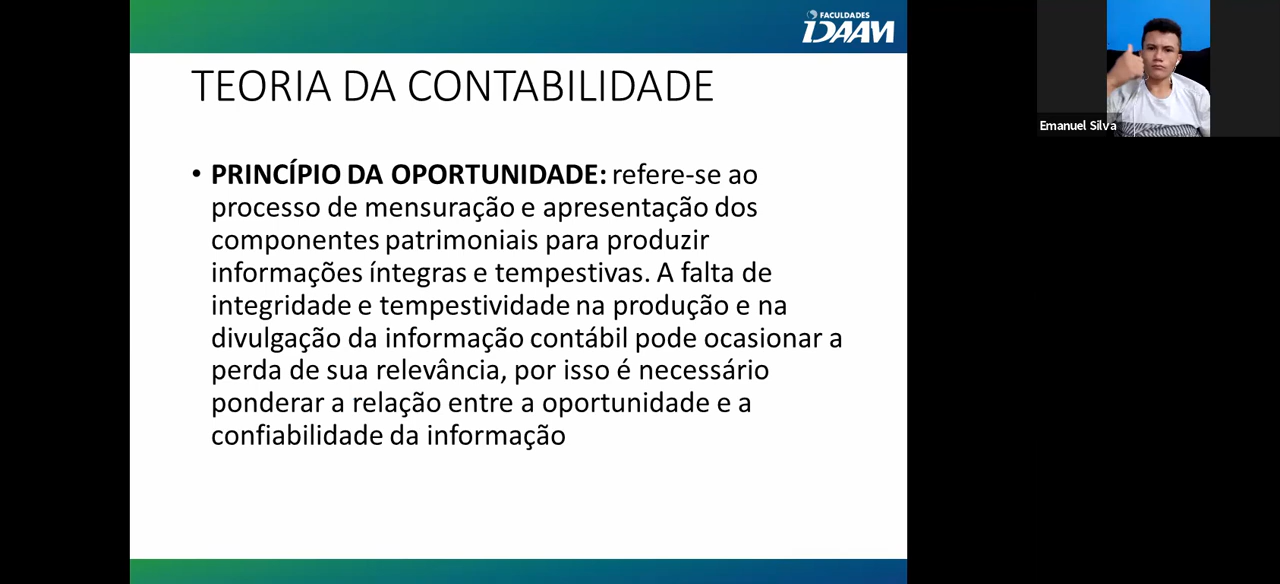 FACULDADES
IDAAM
TEORIA DA CONTABILIDADE
Emanuel Silva
• PRINCÍPIO DA OPORTUNIDADE: refere-se ao
processo de mensuração e apresentação dos
componentes patrimoniais para produzir
informações íntegras e tempestivas. A falta de
integridade e tempestividade na produção e na
divulgação da informação contábil pode ocasionar a
perda de sua relevância, por isso é necessário
ponderar a relação entre a oportunidade e a
confiabilidade da informação